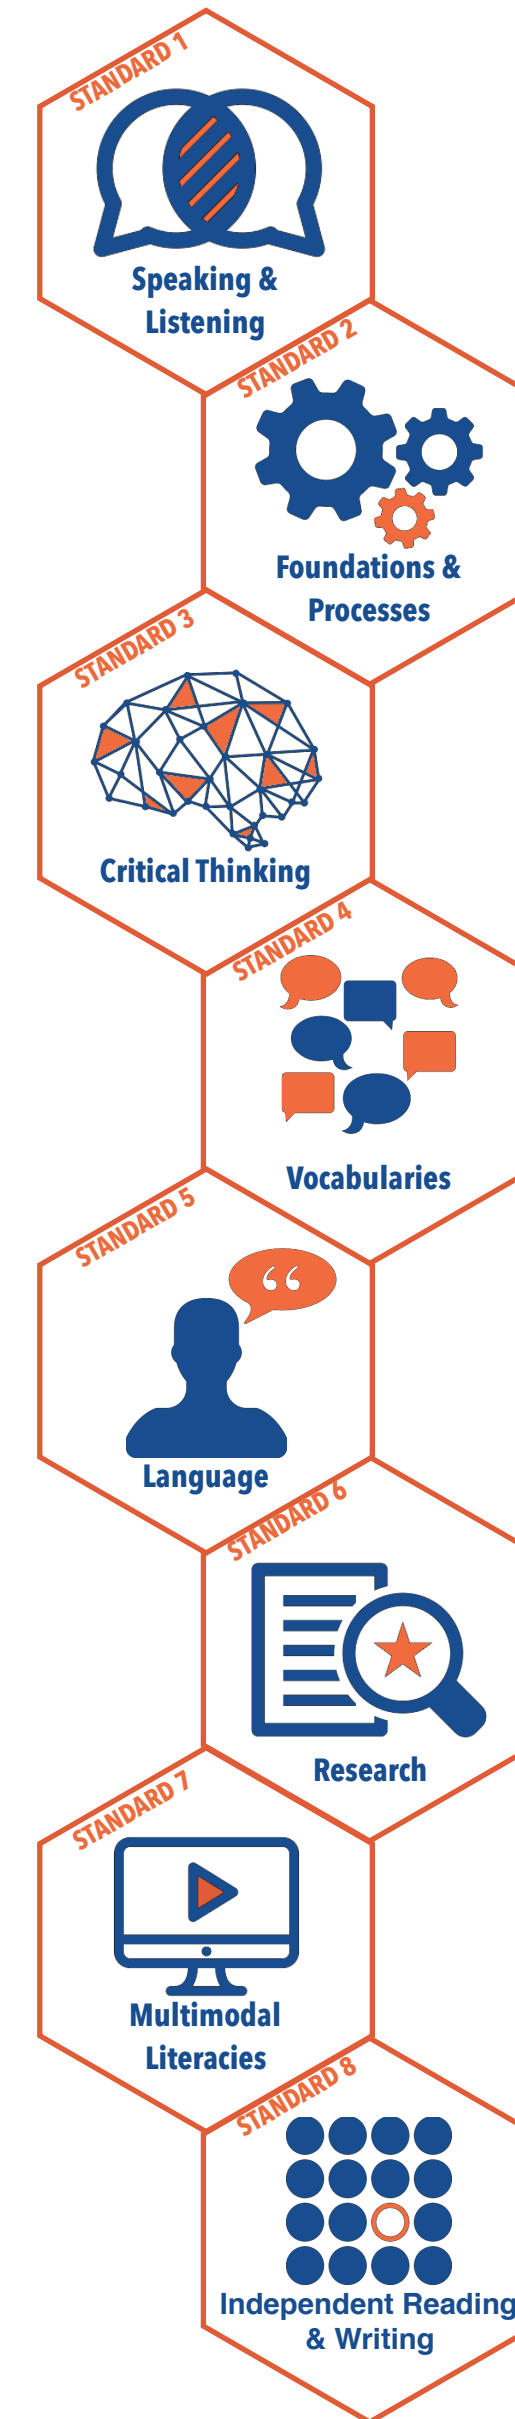 STANDARD 1
Speaking &
Listening
STANDARD 2
Foundations &
Processes
STANDARD 3
Critical Thinking
STANDARD 4
Vocabularies
STANDARD 5
“
Language
STANDARD 6
Research
STANDARD 7
Multimodal
Literacies
STANDARD 8
Independent Reading
& Writing